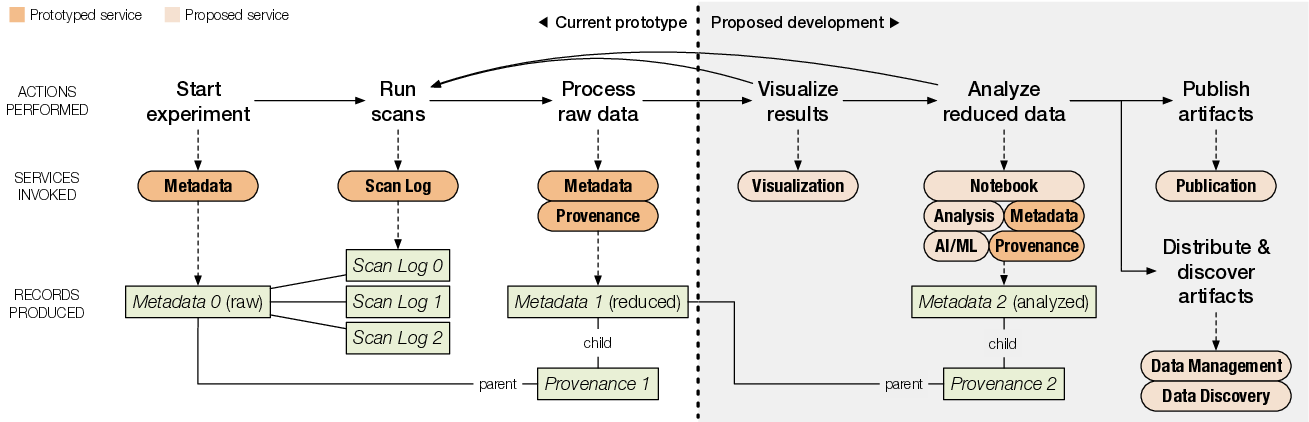 Prototyped service
Proposed service
◀ Current prototype
Proposed development ▶
ACTIONS
PERFORMED
Start
experiment
Run
scans
Process
raw data
Visualize
results
Analyze
reduced data
Publish
artifacts
SERVICES
INVOKED
Metadata
Scan Log
Metadata
Provenance
Visualization
Notebook
Analysis
Metadata
AI/ML
Provenance
Publication
Distribute &
discover
artifacts
RECORDS
PRODUCED
Metadata 0 (raw)
Scan Log 0
Scan Log 1
Scan Log 2
Metadata 1 (reduced)
Metadata 2 (analyzed)
child
child
parent
Provenance 1
parent
Provenance 2
Data Management
Data Discovery